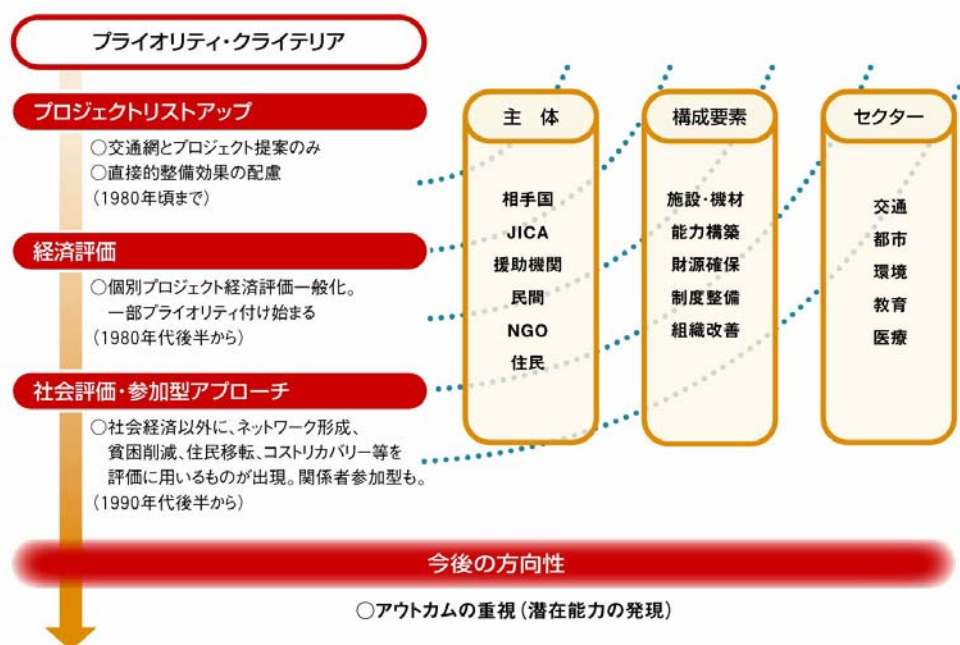 プライオリティ・クライテリア
プロジェクトリストアップ
○交通網とプロジェクト提案のみ
○直接的整備効果の配慮
(1980年頃まで)
経済評価
○個別プロジェクト経済評価一般化。
一部プライオリティ付け始まる
(1980年代後半から)
社会評価・参加型アプローチ
○社会経済以外に、ネットワーク形成、
貧困削減、住民移転、コストリカバリー等を
評価に用いるものが出現。関係者参加型も。
(1990年代後半から)
主 体
相手国
JICA
援助機関
民間
NGO
住民
構成要素
施設・機材
能力構築
財源確保
制度整備
組織改善
セクター
交通
都市
環境
教育
医療
今後の方向性
○アウトカムの重視(潜在能力の発現)